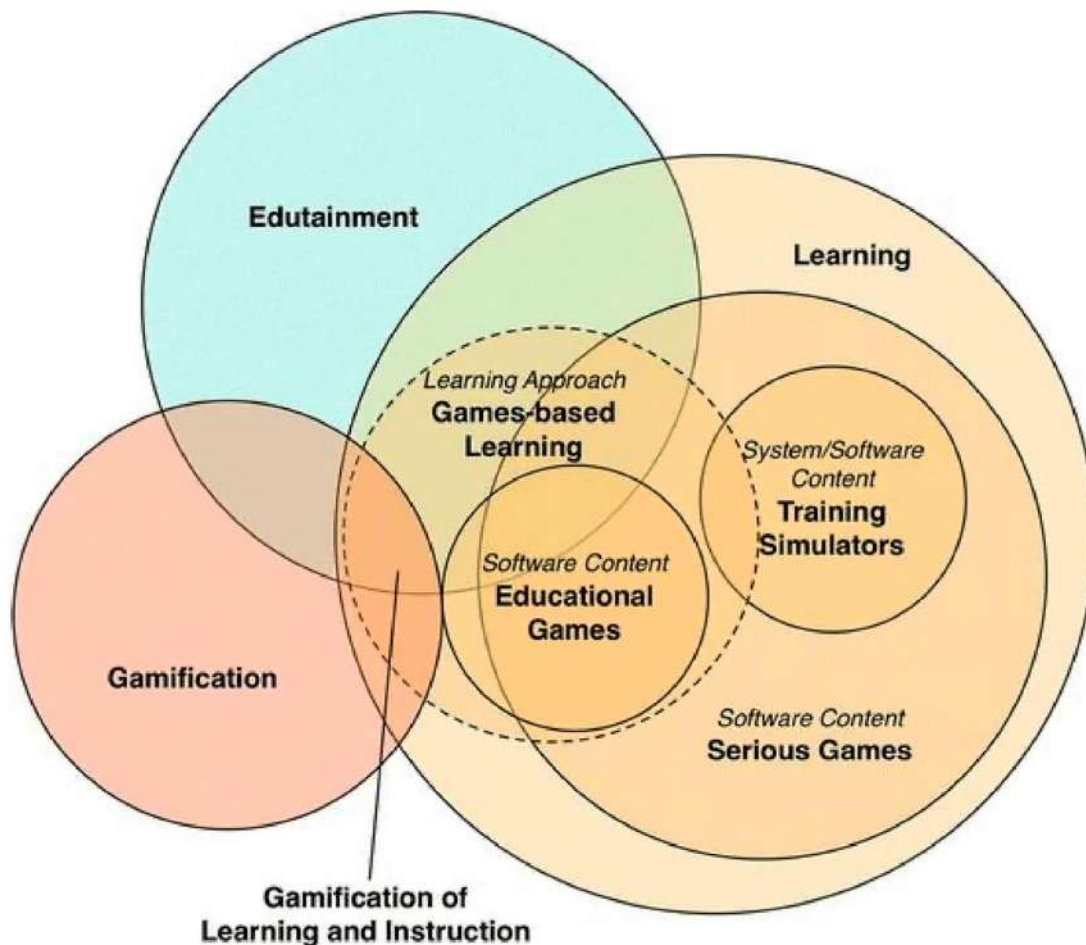 Edutainment
Learning
Learning Approach
Games-based
Learning
System/Software
Content
Training
Simulators
Software Content
Educational
Games
Gamification
Software Content
Serious Games
Gamification of
Learning and Instruction